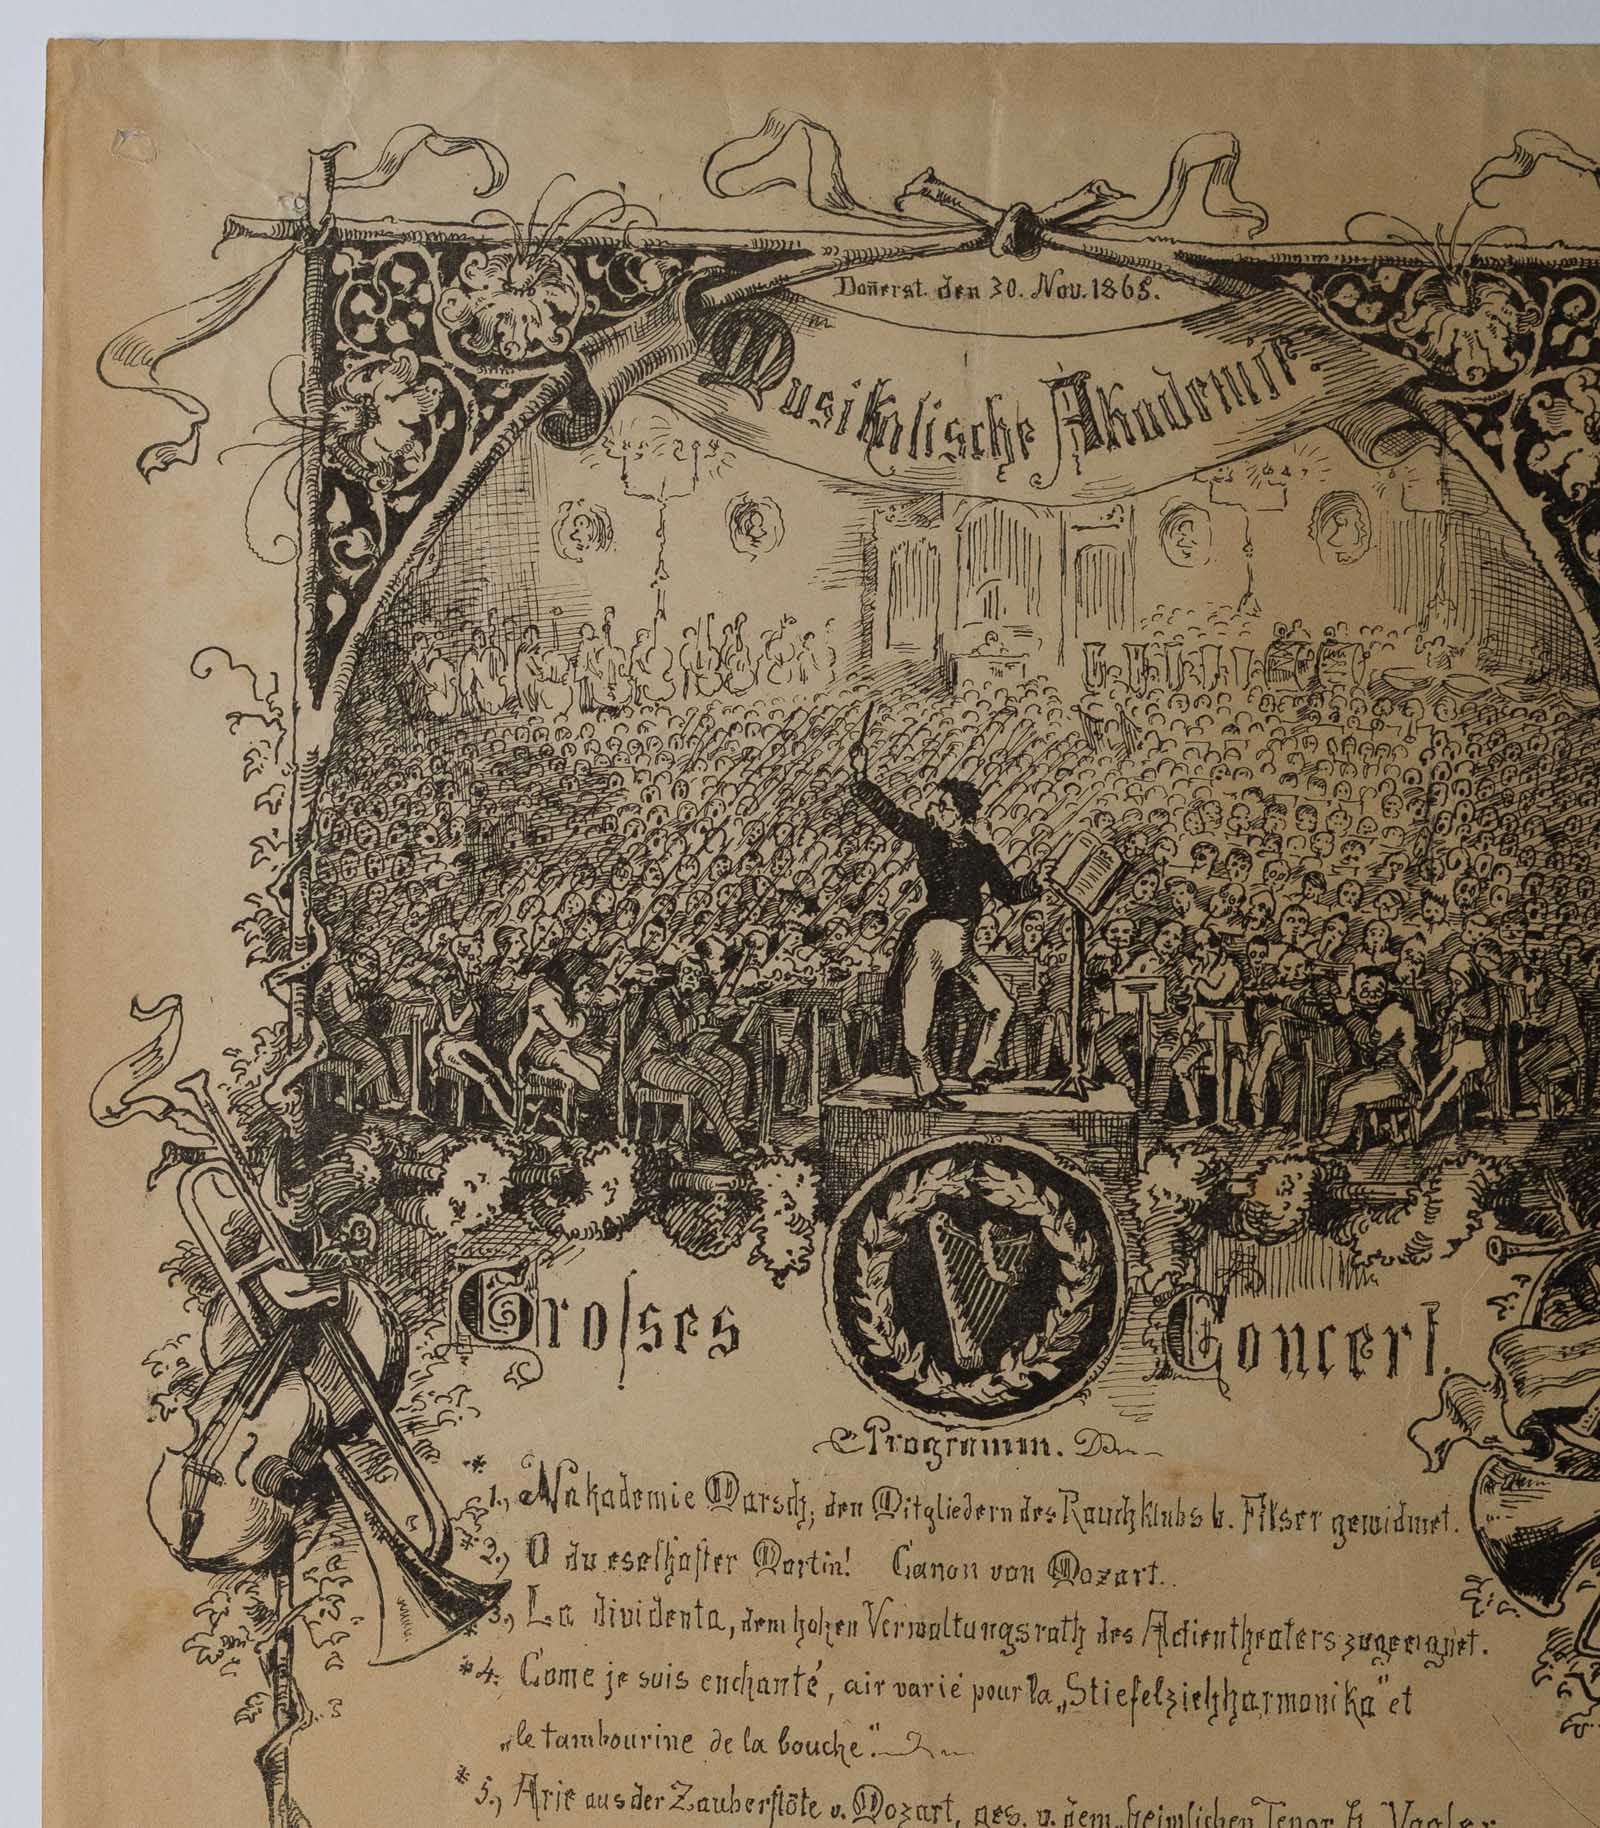 Doñerst. den 30. Nov. 1865.
Musikalische Akademie.
Grosses Concert.
Programm.
* 1., Nakademie Marsch, den Mitgliedern des Rauchklubs b. Filser gewidmet.
* 2., O du eselhafter Martin! Canon von Mozart.
* 3., La dividenta, dem hohen Verwaltungsrath des Actientheaters zugeeignet.
* 4. Come je suis enchanté, air varié pour la „Stiefelziehharmonika" et
„le tambourine de la bouche".
* 5., Arie aus der Zauberflöte v. Mozart, ges. v. dem heimlichen Tenor H. Vogler